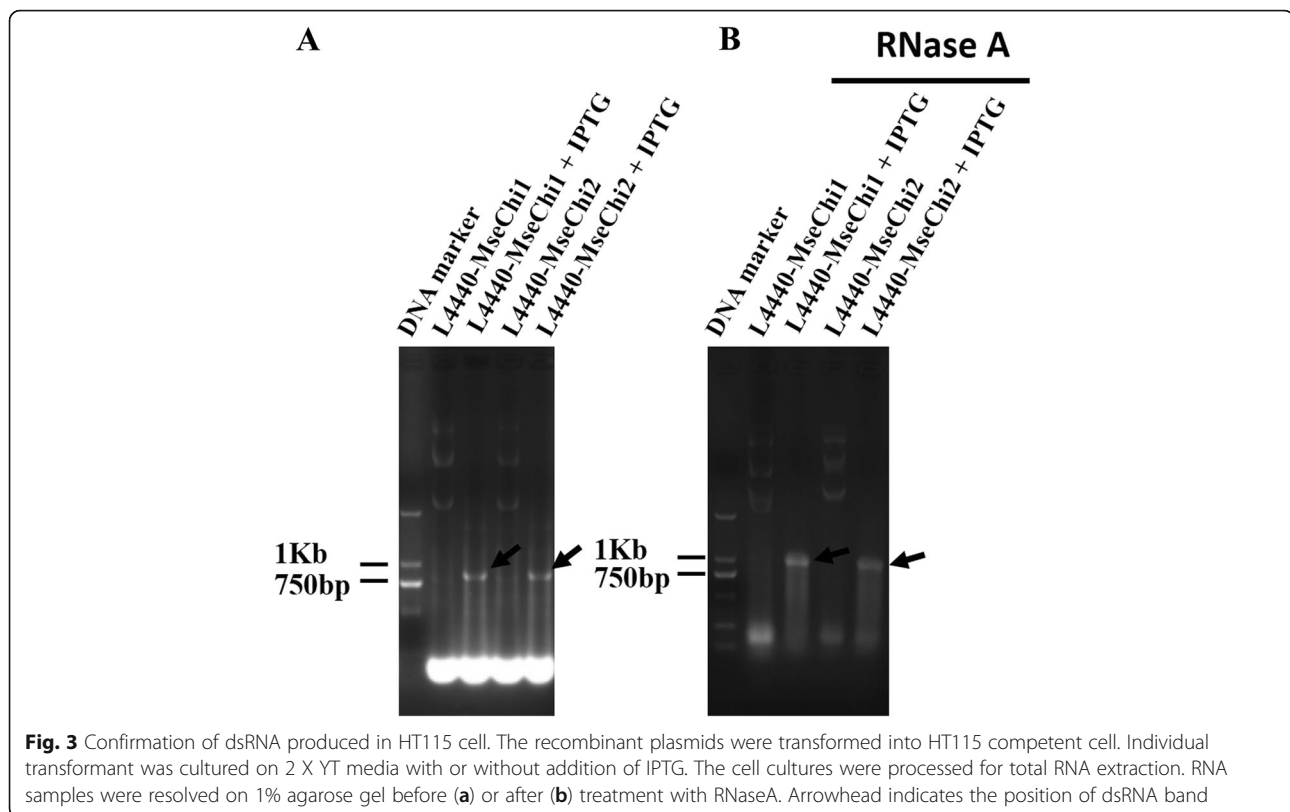 A
B
RNase A
DNA marker
L4440-MseChi1
L4440-MseChi1 + IPTG
L4440-MseChi2
L4440-MseChi2 + IPTG
DNA marker
L4440-MseChi1
L4440-MseChi1 + IPTG
L4440-MseChi2
L4440-MseChi2 + IPTG
1Kb
750bp
1Kb
750bp
Fig. 3 Confirmation of dsRNA produced in HT115 cell. The recombinant plasmids were transformed into HT115 competent cell. Individual
transformant was cultured on 2 X YT media with or without addition of IPTG. The cell cultures were processed for total RNA extraction. RNA
samples were resolved on 1% agarose gel before (a) or after (b) treatment with RNaseA. Arrowhead indicates the position of dsRNA band